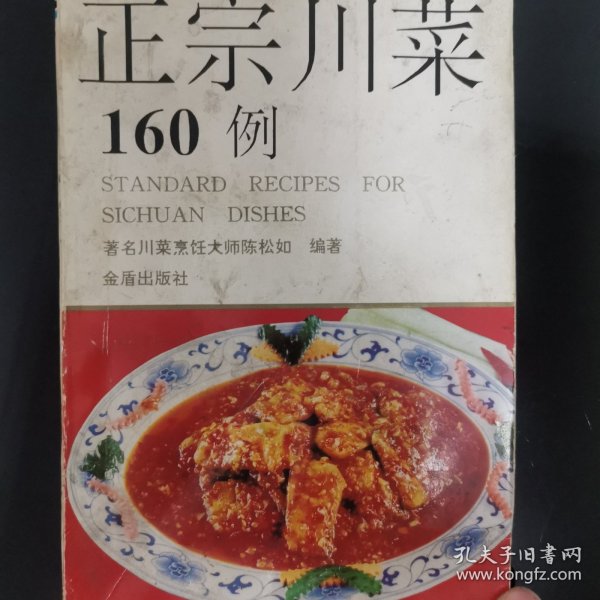 正宗川菜
160 例
STANDARD RECIPES FOR
SICHUAN DISHES
著名川菜烹饪大师陈松如 编著
金盾出版社
孔夫子旧書网
www.kongfz.com